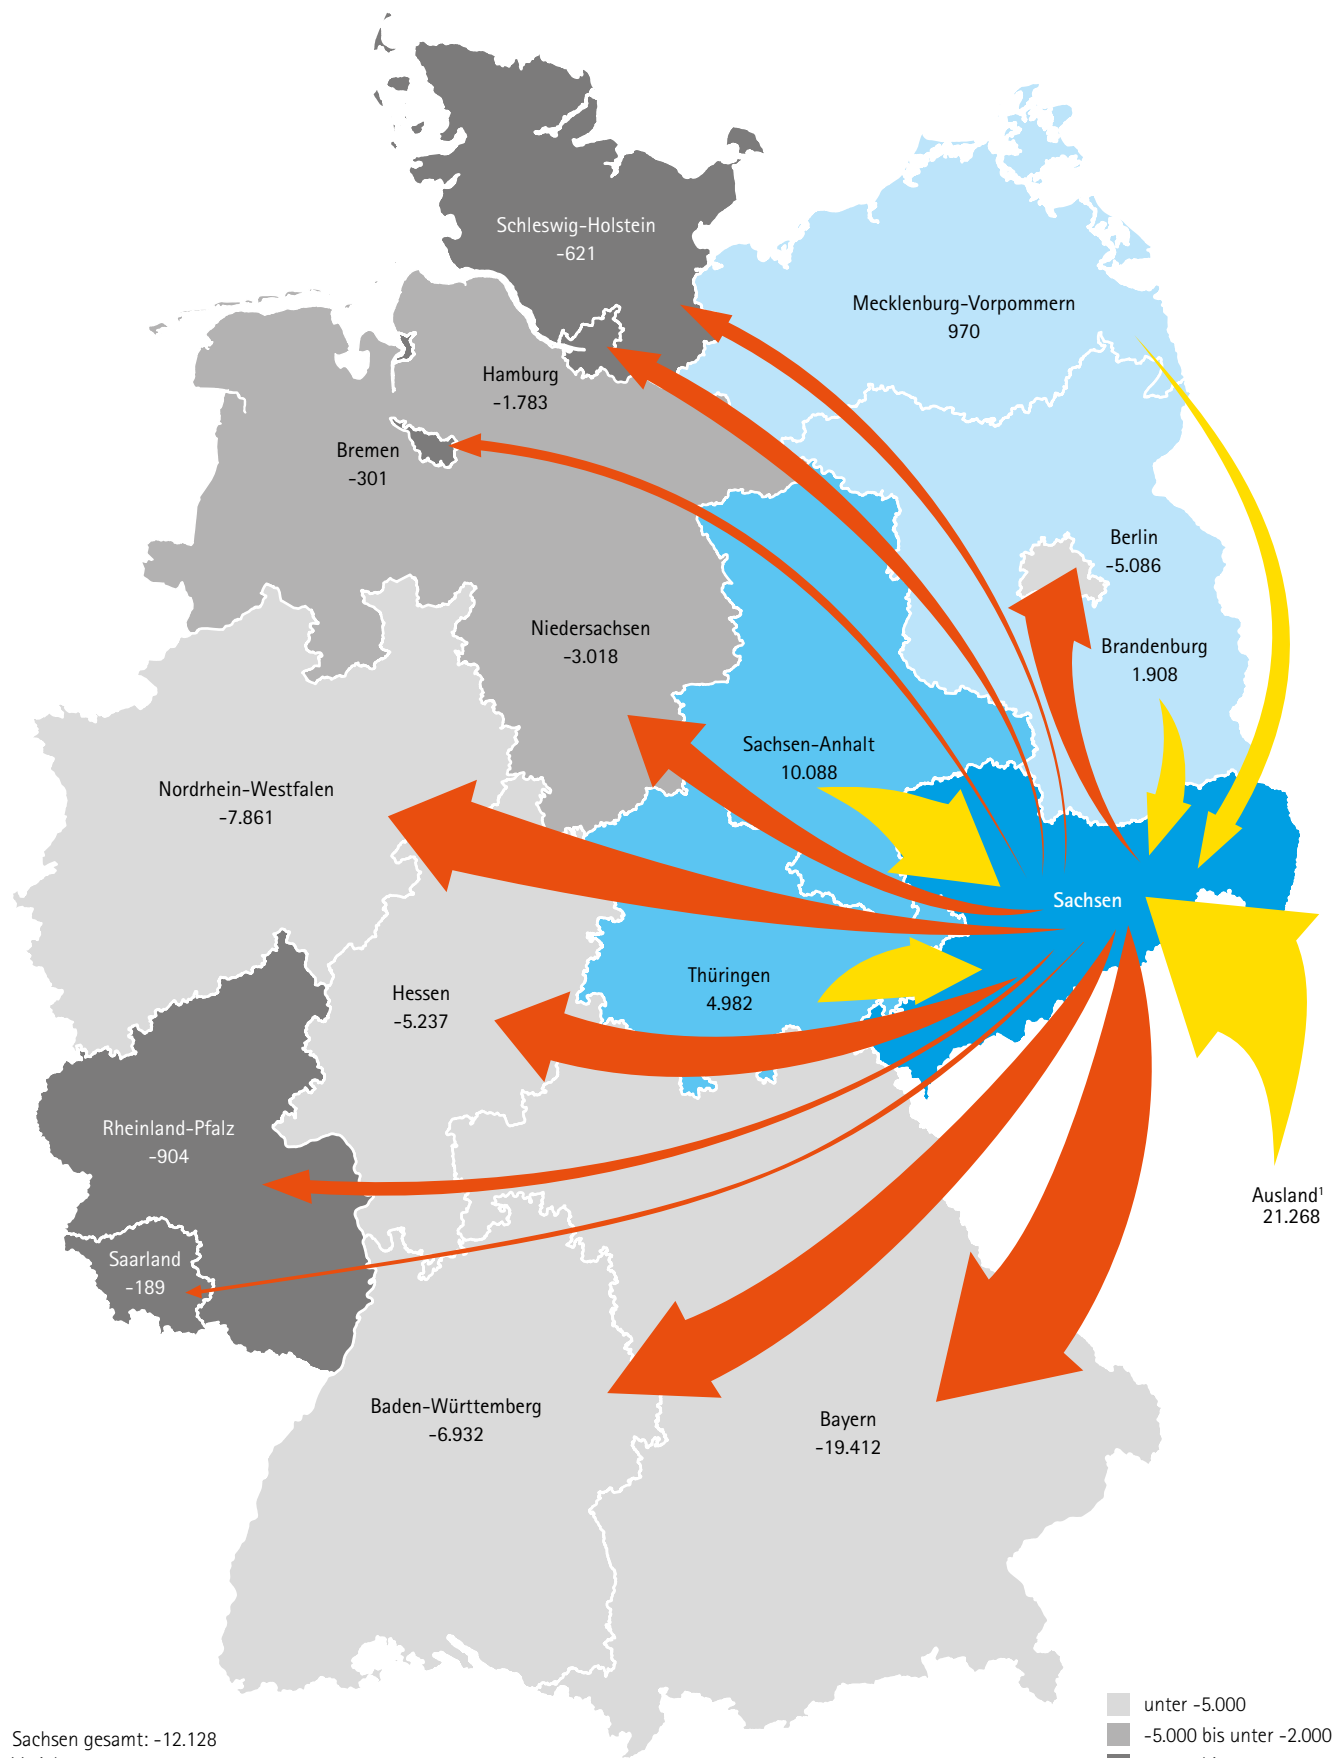 Schleswig-Holstein
-621
Mecklenburg-Vorpommern
970
Hamburg
-1.783
Bremen
-301
Berlin
-5.086
Niedersachsen
-3.018
Brandenburg
1.908
Sachsen-Anhalt
10.088
Nordrhein-Westfalen
-7.861
Sachsen
Thüringen
4.982
Hessen
-5.237
Rheinland-Pfalz
-904
Ausland¹
21.268
Saarland
-189
Baden-Württemberg
-6.932
Bayern
-19.412
unter -5.000
-5.000 bis unter -2.000
Sachsen gesamt: -12.128